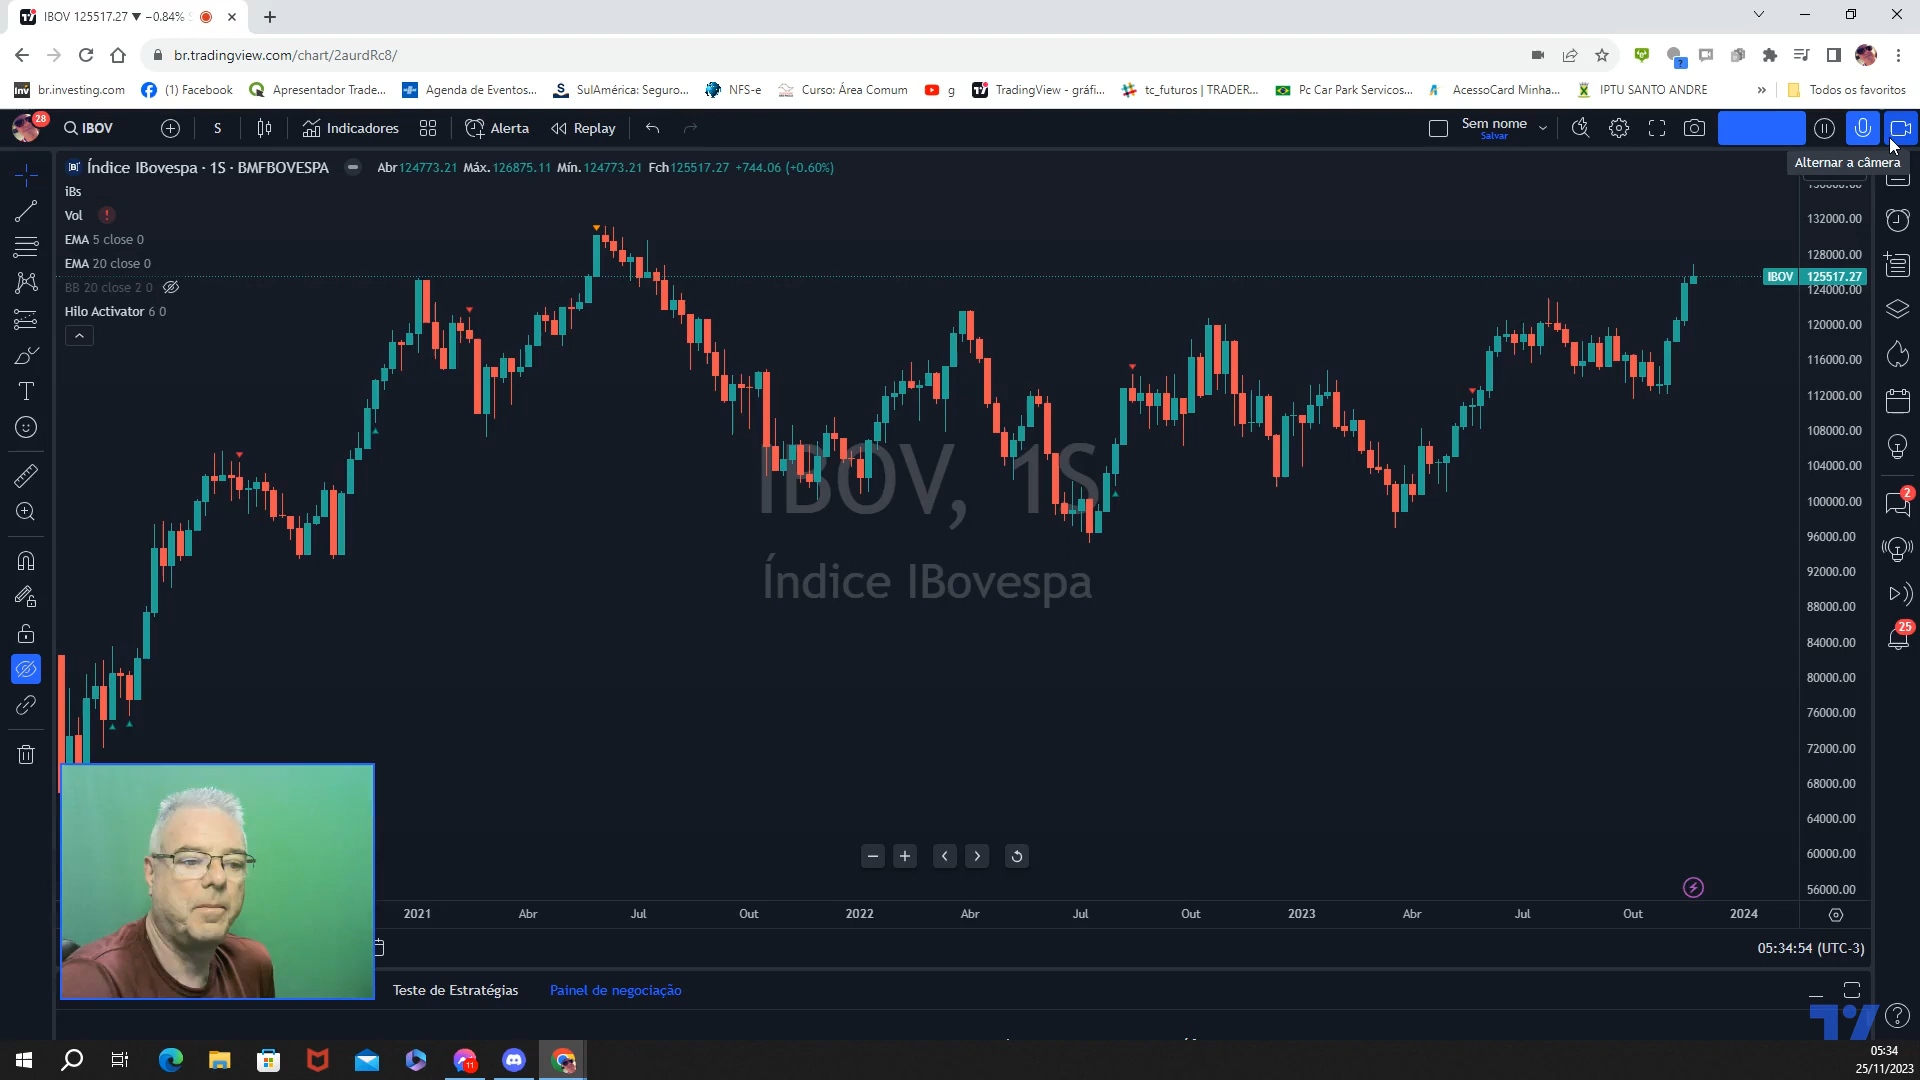 IBOV 125517.27 ▼ −0.84%
br.tradingview.com/chart/2aurdRc8/
br.investing.com
(1) Facebook
Apresentador Trade...
Agenda de Eventos...
SulAmérica: Seguro...
NFS-e
Curso: Área Comum
g
TradingView - gráfi...
tc_futuros | TRADER...
Pc Car Park Servicos...
AcessoCard Minha...
IPTU SANTO ANDRE
»
Todos os favoritos
28
IBOV
S
Indicadores
Alerta
Replay
Sem nome
Salvar
Alternar a câmera
Índice IBovespa · 1S · BMFBOVESPA
Abr124773.21 Máx.126875.11 Mín.124773.21 Fch125517.27 +744.06 (+0.60%)
iBs
Vol
EMA 5 close 0
EMA 20 close 0
BB 20 close 2 0
Hilo Activator 6 0
IBOV, 1S
Índice IBovespa
132000.00
128000.00
IBOV 125517.27
124000.00
120000.00
116000.00
112000.00
108000.00
104000.00
100000.00
96000.00
92000.00
88000.00
84000.00
80000.00
76000.00
72000.00
68000.00
64000.00
60000.00
56000.00
2
25
2021
Abr
Jul
Out
2022
Abr
Jul
Out
2023
Abr
Jul
Out
2024
05:34:54 (UTC-3)
Teste de Estratégias
Painel de negociação
11
05:34
25/11/2023